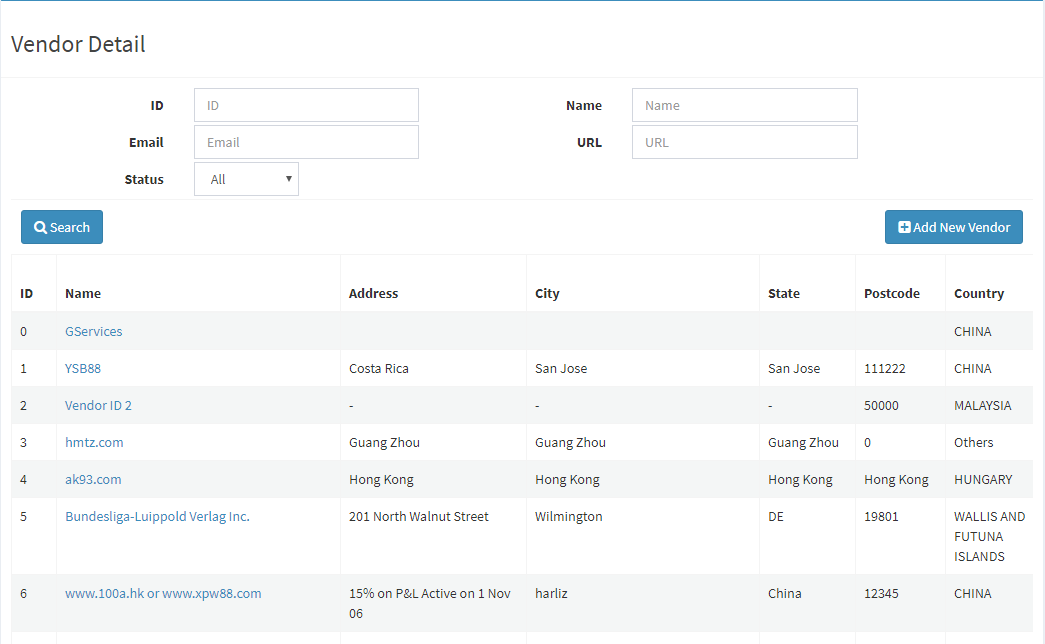 Vendor Detail
ID ID Name Name
Email Email URL URL
Status All
Search Add New Vendor
ID Name Address City State Postcode Country
0 GServices CHINA
1 YSB88 Costa Rica San Jose San Jose 111222 CHINA
2 Vendor ID 2 - - - 50000 MALAYSIA
3 hmtz.com Guang Zhou Guang Zhou Guang Zhou 0 Others
4 ak93.com Hong Kong Hong Kong Hong Kong Hong Kong HUNGARY
5 Bundesliga-Luippold Verlag Inc. 201 North Walnut Street Wilmington DE 19801 WALLIS AND
FUTUNA
ISLANDS
6 www.100a.hk or www.xpw88.com 15% on P&L Active on 1 Nov harliz China 12345 CHINA
06